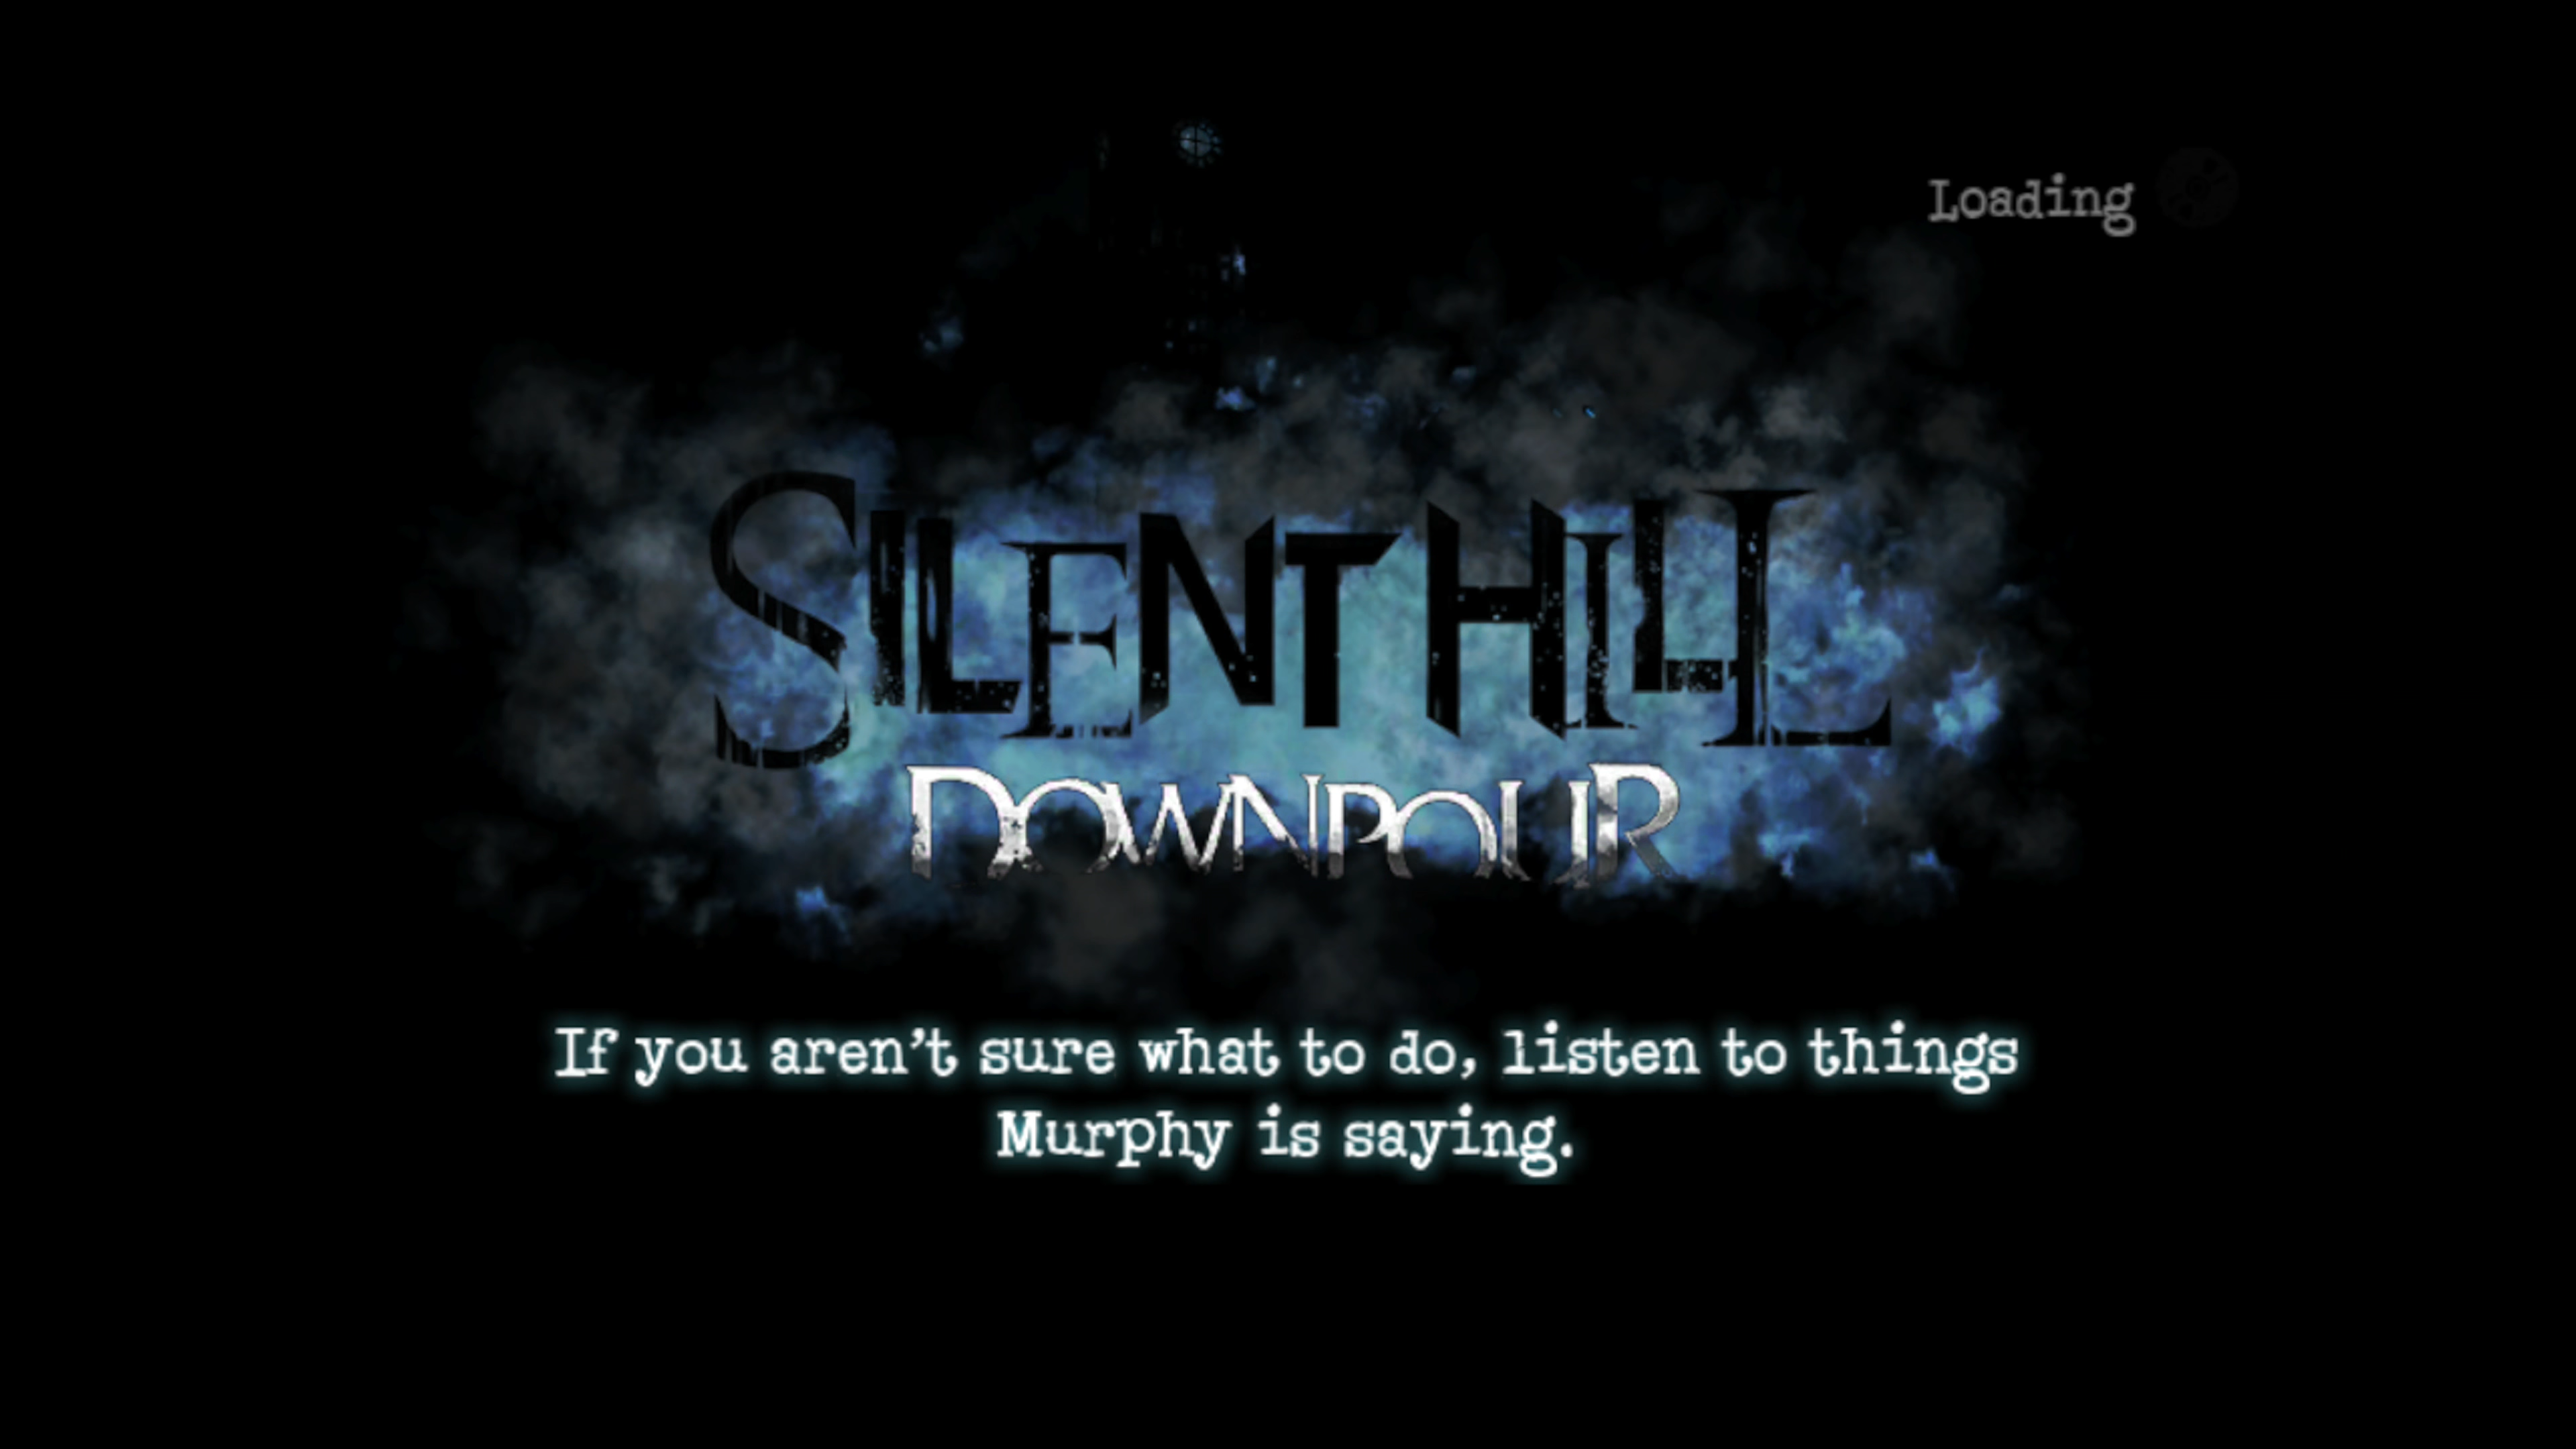 Loading
SILENT HILL
DOWNPOUR
If you aren't sure what to do, listen to things
Murphy is saying.